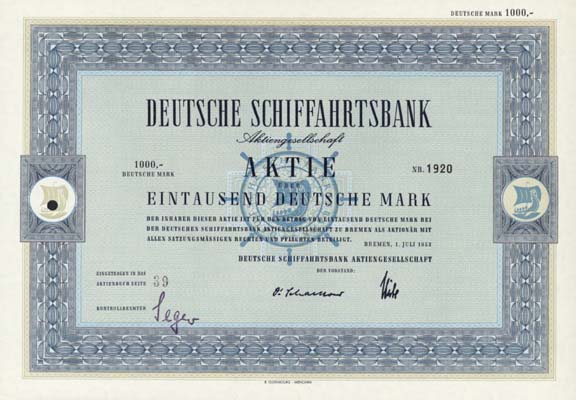 DEUTSCHE MARK 1000,-
DEUTSCHE SCHIFFAHRTSBANK
Aktiengesellschaft
AKTIE
1000,-
DEUTSCHE MARK
NR. 1920
EINTAUSEND DEUTSCHE MARK
DER INHABER DIESER AKTIE IST FÜR DEN BETRAG VON EINTAUSEND DEUTSCHE MARK BEI
DER DEUTSCHEN SCHIFFAHRTSBANK AKTIENGESELLSCHAFT ZU BREMEN ALS AKTIONÄR MIT
ALLEN SATZUNGSMÄSSIGEN RECHTEN UND PFLICHTEN BETEILIGT.
BREMEN, 1. JULI 1953
DEUTSCHE SCHIFFAHRTSBANK AKTIENGESELLSCHAFT
DER VORSTAND:
EINGETRAGEN IN DAS
AKTIENBUCH SEITE 39
KONTROLLBEAMTER
R. OLDENBOURG · MÜNCHEN